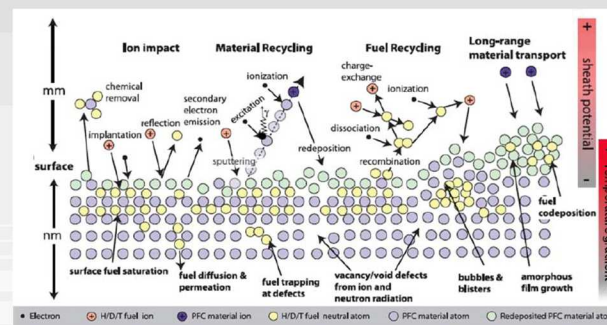 Ion impact
Material Recycling
Fuel Recycling
Long-range
material transport
mm
chemical
removal
implantation
reflection
secondary
electron
emission
ionization
excitation
sputtering
redeposition
charge-
exchange
ionization
dissociation
recombination
+
sheath potential
-
surface
nm
surface fuel saturation
fuel diffusion &
permeation
fuel trapping
at defects
vacancy/void defects
from ion and
neutron radiation
bubbles &
blisters
amorphous
film growth
fuel
codeposition
Electron
H/D/T fuel ion
PFC material ion
H/D/T fuel neutral atom
PFC material atom
Redeposited PFC material